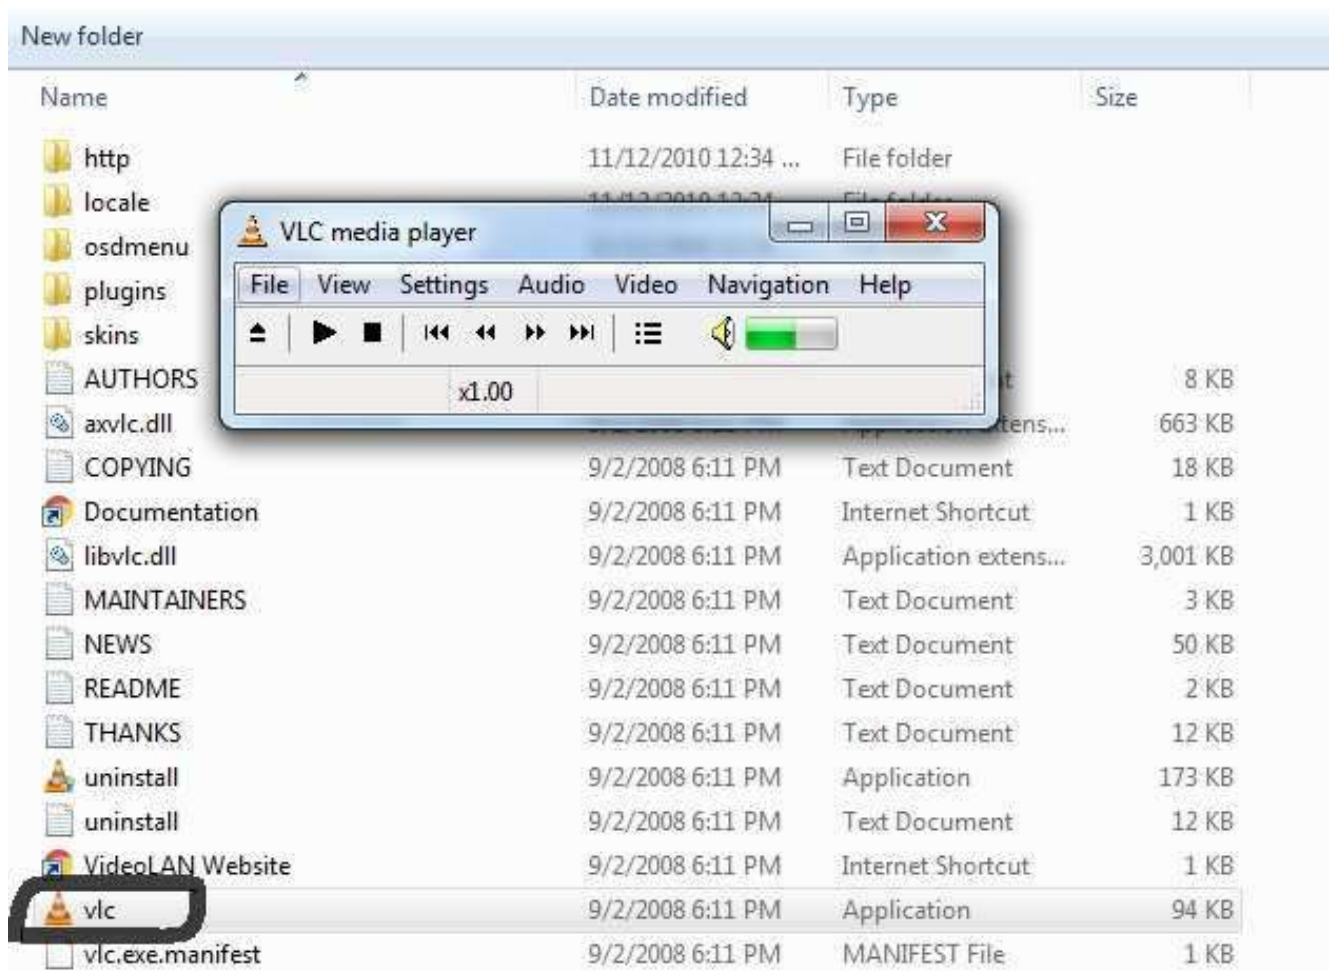 New folder
Name Date modified Type Size
http 11/12/2010 12:34 ... File folder
locale 11/12/2010 12:34 File folder
VLC media player
osdmenu
File View Settings Audio Video Navigation Help
plugins
skins
AUTHORS 8 KB
x1.00
axvlc.dll 663 KB
COPYING 9/2/2008 6:11 PM Text Document 18 KB
Documentation 9/2/2008 6:11 PM Internet Shortcut 1 KB
libvlc.dll 9/2/2008 6:11 PM Application extens... 3,001 KB
MAINTAINERS 9/2/2008 6:11 PM Text Document 3 KB
NEWS 9/2/2008 6:11 PM Text Document 50 KB
README 9/2/2008 6:11 PM Text Document 2 KB
THANKS 9/2/2008 6:11 PM Text Document 12 KB
uninstall 9/2/2008 6:11 PM Application 173 KB
uninstall 9/2/2008 6:11 PM Text Document 12 KB
VideoLAN Website 9/2/2008 6:11 PM Internet Shortcut 1 KB
vlc 9/2/2008 6:11 PM Application 94 KB
vlc.exe.manifest 9/2/2008 6:11 PM MANIFEST File 1 KB